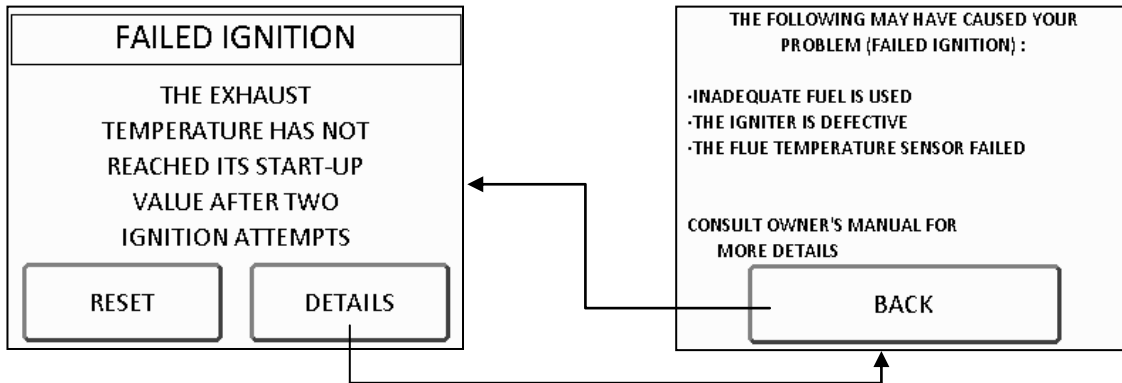 FAILED IGNITION
THE EXHAUST
TEMPERATURE HAS NOT
REACHED ITS START-UP
VALUE AFTER TWO
IGNITION ATTEMPTS
RESET
DETAILS
THE FOLLOWING MAY HAVE CAUSED YOUR
PROBLEM (FAILED IGNITION) :
·INADEQUATE FUEL IS USED
·THE IGNITER IS DEFECTIVE
·THE FLUE TEMPERATURE SENSOR FAILED
CONSULT OWNER'S MANUAL FOR
MORE DETAILS
BACK